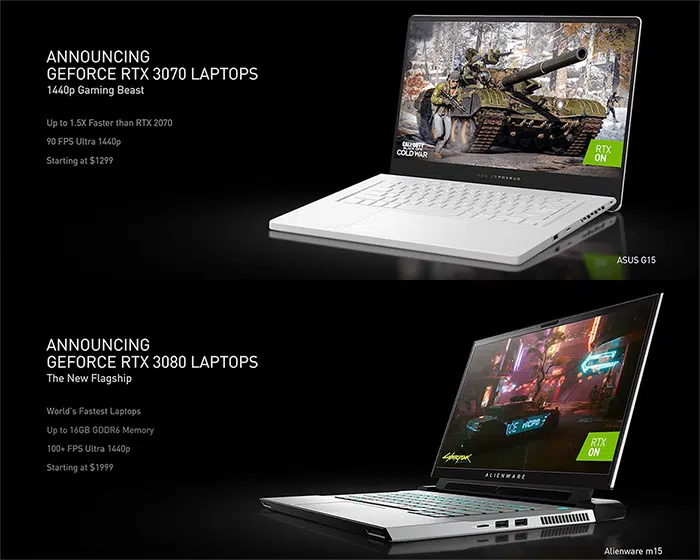 ANNOUNCING
GEFORCE RTX 3070 LAPTOPS
1440p Gaming Beast
Up to 1.5X Faster than RTX 2070
90 FPS Ultra 1440p
Starting at $1299
CALL OF DUTY
COLD WAR
RTX
ON
ROG ZEPHYRUS
ASUS G15
ANNOUNCING
GEFORCE RTX 3080 LAPTOPS
The New Flagship
World's Fastest Laptops
Up to 16GB GDDR6 Memory
100+ FPS Ultra 1440p
Starting at $1999
NCPD
Cyberpunk
RTX
ON
ALIENWARE
Alienware m15